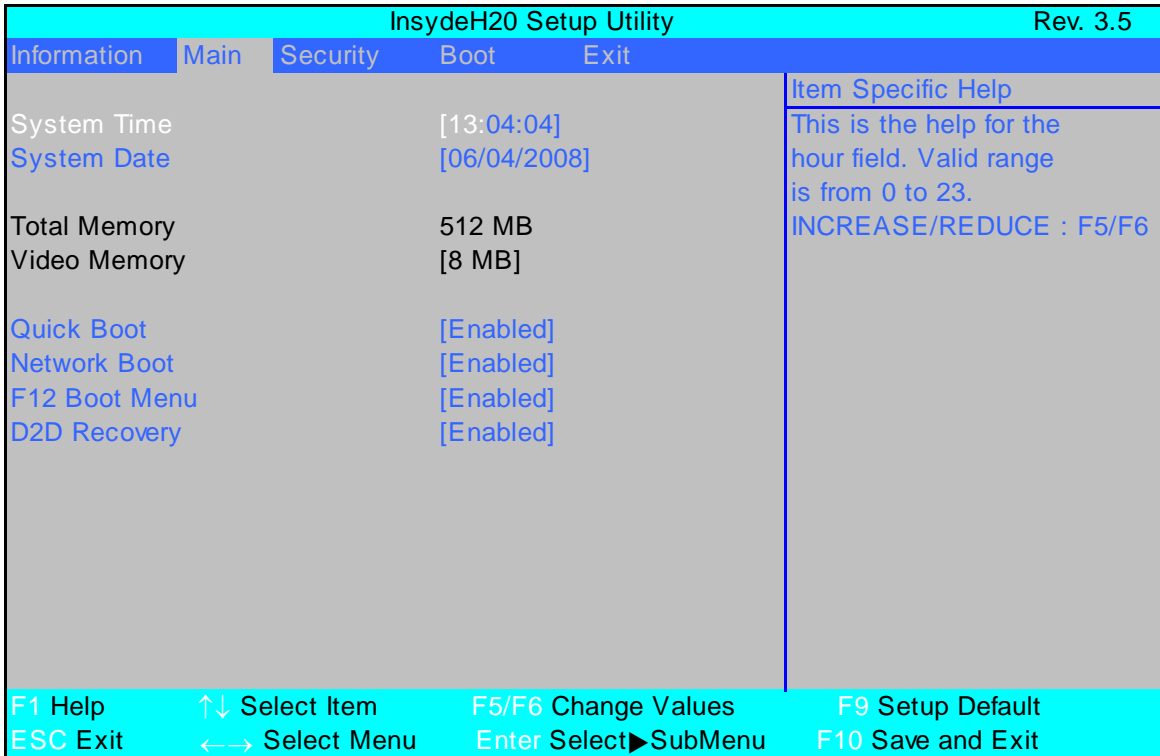 InsydeH20 Setup Utility Rev. 3.5
Information Main Security Boot Exit
Item Specific Help
System Time [13:04:04] This is the help for the
System Date [06/04/2008] hour field. Valid range
is from 0 to 23.
Total Memory 512 MB INCREASE/REDUCE : F5/F6
Video Memory [8 MB]
Quick Boot [Enabled]
Network Boot [Enabled]
F12 Boot Menu [Enabled]
D2D Recovery [Enabled]
F1 Help ↑↓ Select Item F5/F6 Change Values F9 Setup Default
ESC Exit ←→ Select Menu Enter Select▶SubMenu F10 Save and Exit